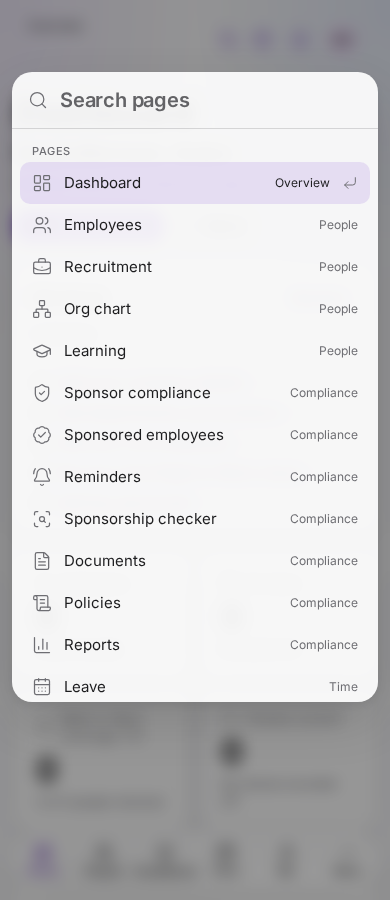 Search pages
PAGES
Dashboard Overview
Employees People
Recruitment People
Org chart People
Learning People
Sponsor compliance Compliance
Sponsored employees Compliance
Reminders Compliance
Sponsorship checker Compliance
Documents Compliance
Policies Compliance
Reports Compliance
Leave Time